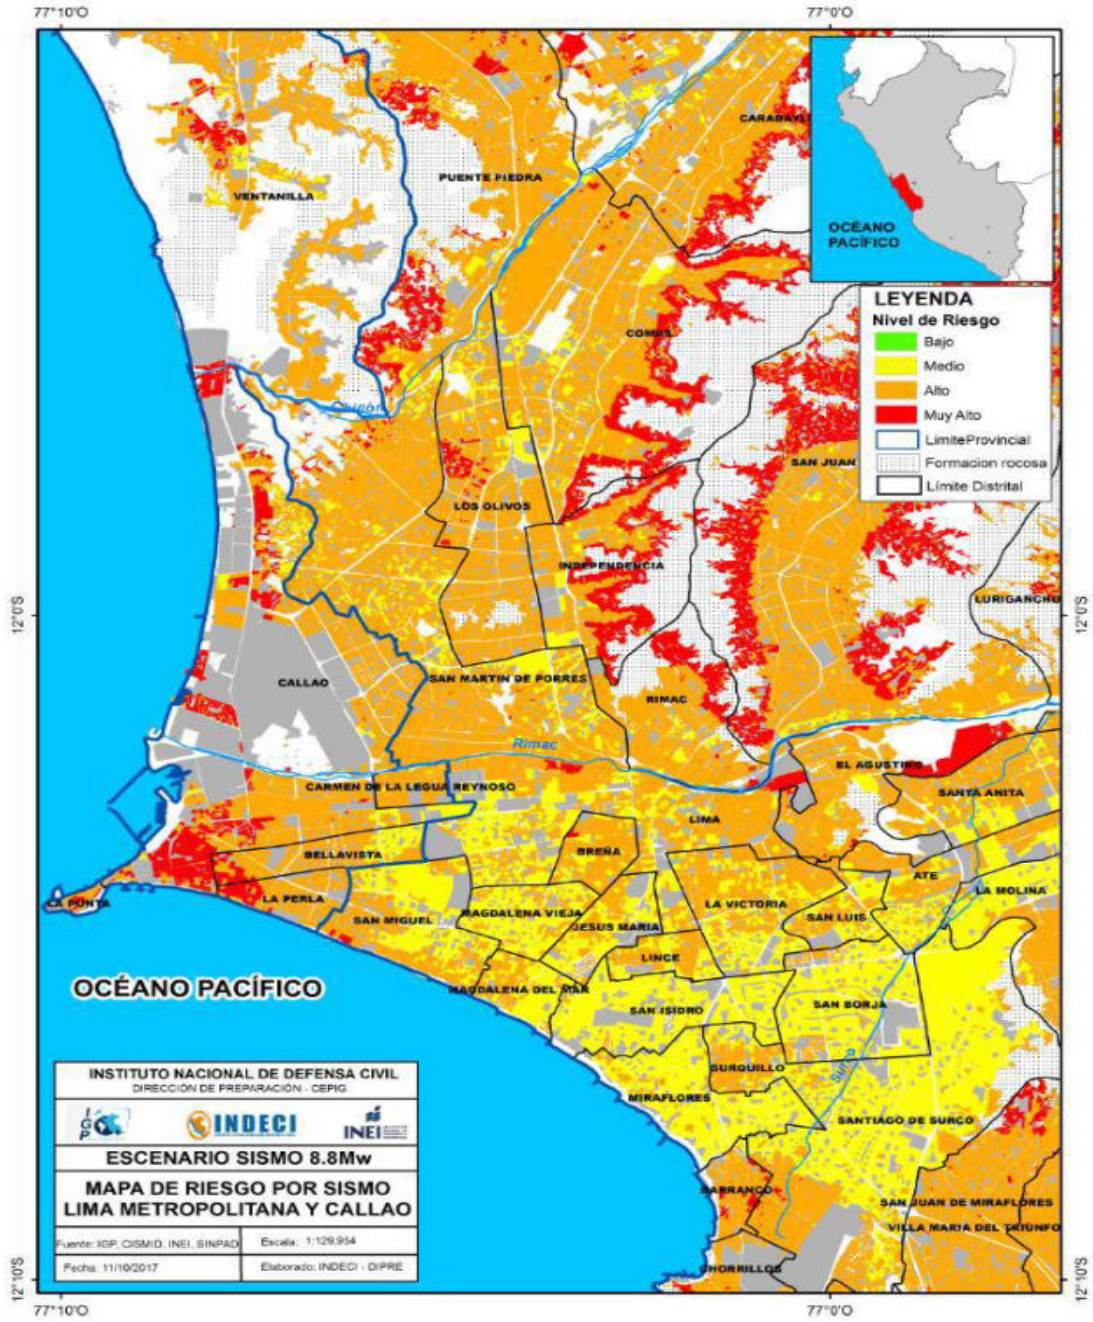 77°10'O
77°0'O
CARABAYLL
PUENTE PIEDRA
VENTANILLA
OCÉANO
PACÍFICO
LEYENDA
Nivel de Riesgo
Bajo
Medio
Alto
Muy Alto
LimiteProvincial
Formacion rocosa
Límite Distrital
COMAS
Chillón
SAN JUAN
LOS OLIVOS
INDEPENDENCIA
LURIGANCHO
12°0'S
12°0'S
CALLAO
SAN MARTIN DE PORRES
RIMAC
Rimac
EL AGUSTINO
CARMEN DE LA LEGUA REYNOSO
SANTA ANITA
LIMA
BELLAVISTA
BREÑA
ATE
LA MOLINA
LA PUNTA
LA PERLA
SAN MIGUEL
MAGDALENA VIEJA
LA VICTORIA
SAN LUIS
JESUS MARIA
LINCE
OCÉANO PACÍFICO
MAGDALENA DEL MAR
SAN ISIDRO
SAN BORJA
SURQUILLO
Surco
MIRAFLORES
SANTIAGO DE SURCO
BARRANCO
SAN JUAN DE MIRAFLORES
VILLA MARIA DEL TRIUNFO
CHORRILLOS
INSTITUTO NACIONAL DE DEFENSA CIVIL
DIRECCIÓN DE PREPARACIÓN - CEPIG
IGP
INDECI
INEI
ESCENARIO SISMO 8.8Mw
MAPA DE RIESGO POR SISMO
LIMA METROPOLITANA Y CALLAO
Fuente: IGP, CISMID, INEI, SINPAD
Escala: 1:129,954
Fecha: 11/10/2017
Elaborado: INDECI - DIPRE
12°10'S
12°10'S
77°10'O
77°0'O